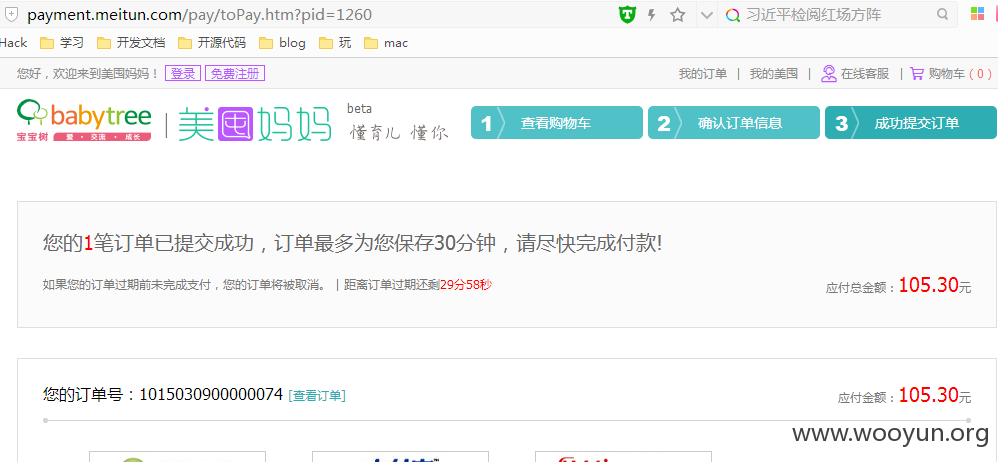 payment.meitun.com/pay/toPay.htm?pid=1260 习近平检阅红场方阵
Hack 学习 开发文档 开源代码 blog 玩 mac
您好，欢迎来到美囤妈妈！ 登录 免费注册 我的订单 | 我的美囤 | 在线客服 | 购物车 ( 0 )
babytree
宝宝树 爱·交流·成长
美囤妈妈
beta
懂育儿 懂你
1 查看购物车 2 确认订单信息 3 成功提交订单
您的1笔订单已提交成功，订单最多为您保存30分钟，请尽快完成付款!
如果您的订单过期前未完成支付，您的订单将被取消。 | 距离订单过期还剩29分58秒 应付总金额：105.30元
您的订单号：1015030900000074 [查看订单] 应付金额：105.30元
www.wooyun.org